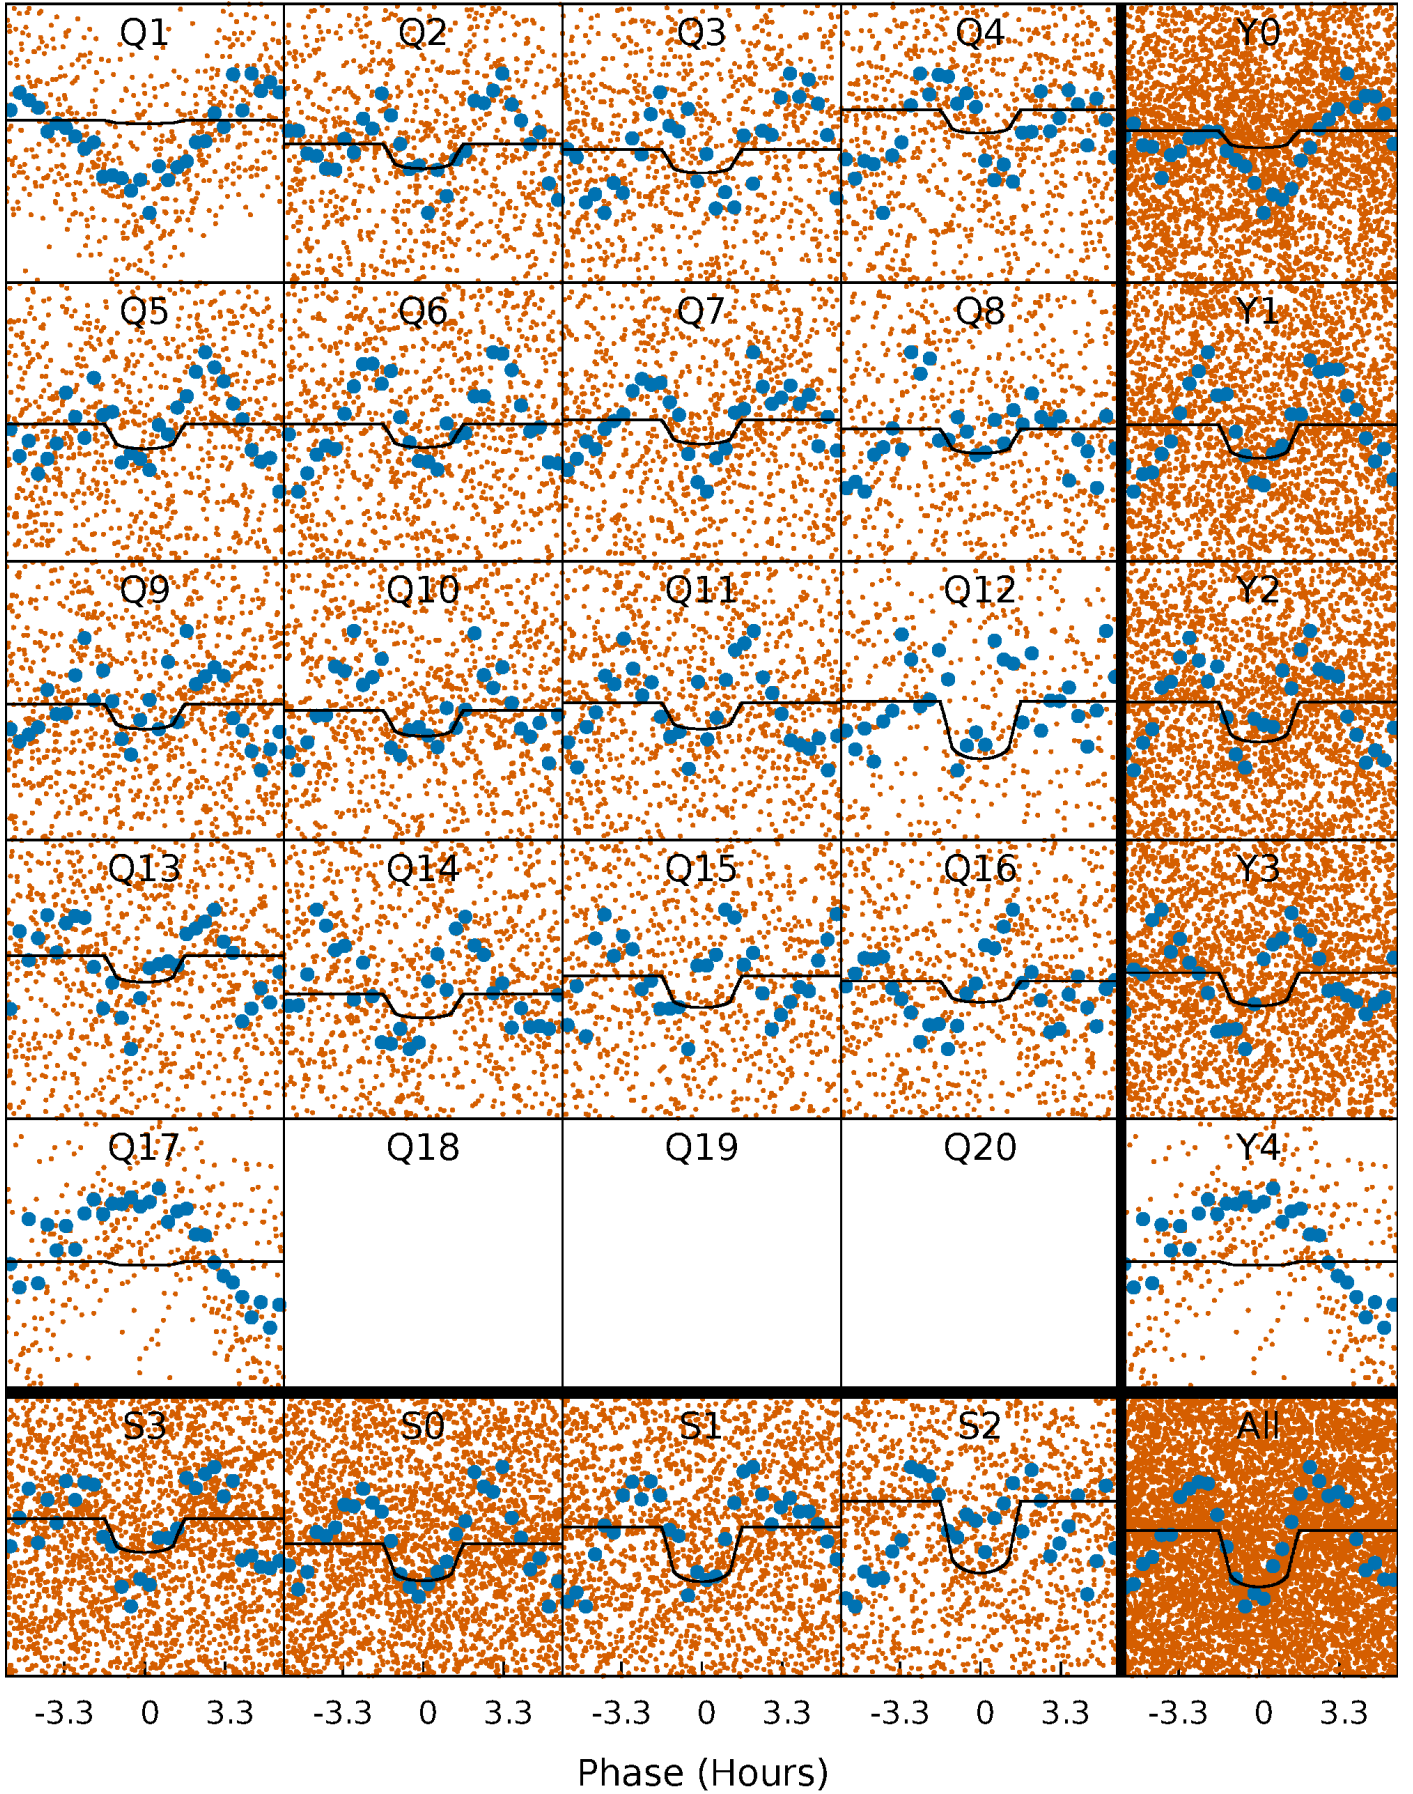 Q1 Q2 Q3 Q4 Y0
Q5 Q6 Q7 Q8 Y1
Q9 Q10 Q11 Q12 Y2
Q13 Q14 Q15 Q16 Y3
Q17 Q18 Q19 Q20 Y4
S3 S0 S1 S2 All
-3.3 0 3.3 -3.3 0 3.3 -3.3 0 3.3 -3.3 0 3.3 -3.3 0 3.3
Phase (Hours)